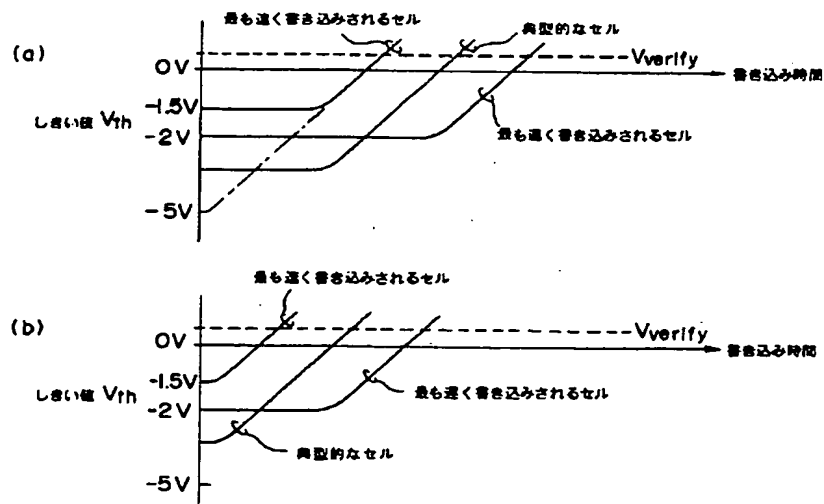 (a)
最も速く書き込みされるセル
典型的なセル
Vverify
0V
書き込み時間
-1.5V
しきい値 Vth
-2V
最も遅く書き込みされるセル
-5V
(b)
最も速く書き込みされるセル
Vverify
0V
書き込み時間
-1.5V
しきい値 Vth
-2V
最も遅く書き込みされるセル
典型的なセル
-5V